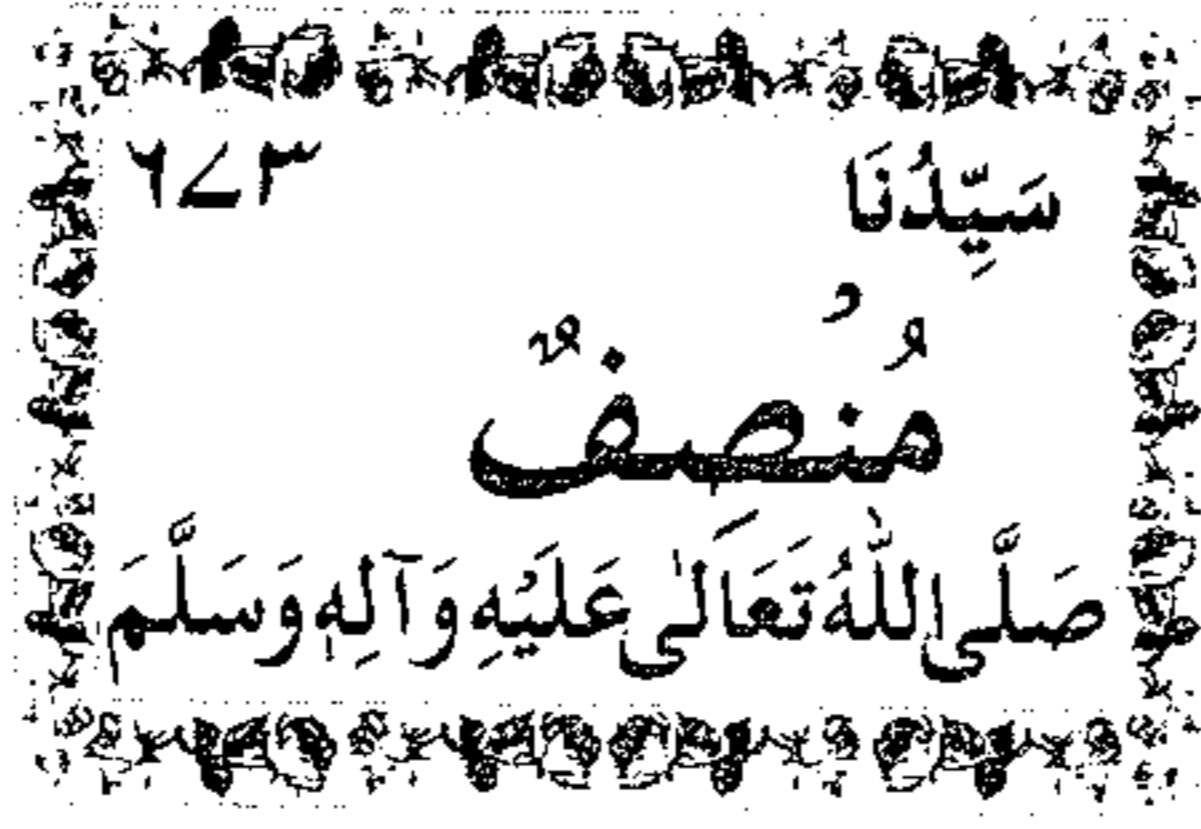 سَيِّدُنَا ٦٧٣
مُنْصِفٌ
صَلَّى اللّٰهُ تَعَالٰى عَلَيْهِ وَآلِهٖ وَسَلَّمَ